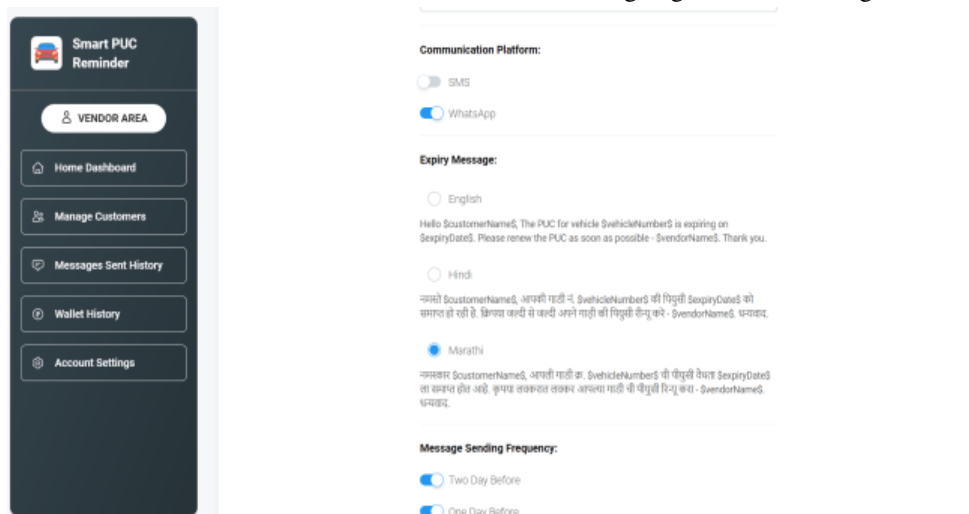 Smart PUC
Reminder
VENDOR AREA
Home Dashboard
Manage Customers
Messages Sent History
Wallet History
Account Settings
Communication Platform:
SMS
WhatsApp
Expiry Message:
English
Hello $customerName$, The PUC for vehicle $vehicleNumber$ is expiring on
$expiryDate$. Please renew the PUC as soon as possible - $vendorName$. Thank you.
Hindi
नमस्ते $customerName$, आपकी गाडी नं. $vehicleNumber$ की पियुसी $expiryDate$ को
समाप्त हो रही है. क्रिपया जल्दी से जल्दी अपने गाड़ी की पियुसी रीन्यू करे - $vendorName$. धन्यवाद.
Marathi
नमस्कार $customerName$, आपली गाडी क्र. $vehicleNumber$ ची पीयुसी वैधता $expiryDate$
ला समाप्त होत आहे. कृपया लवकरात लवकर आपल्या गाडी ची पीयुसी रिन्यू करा - $vendorName$.
धन्यवाद.
Message Sending Frequency:
Two Day Before
One Day Before